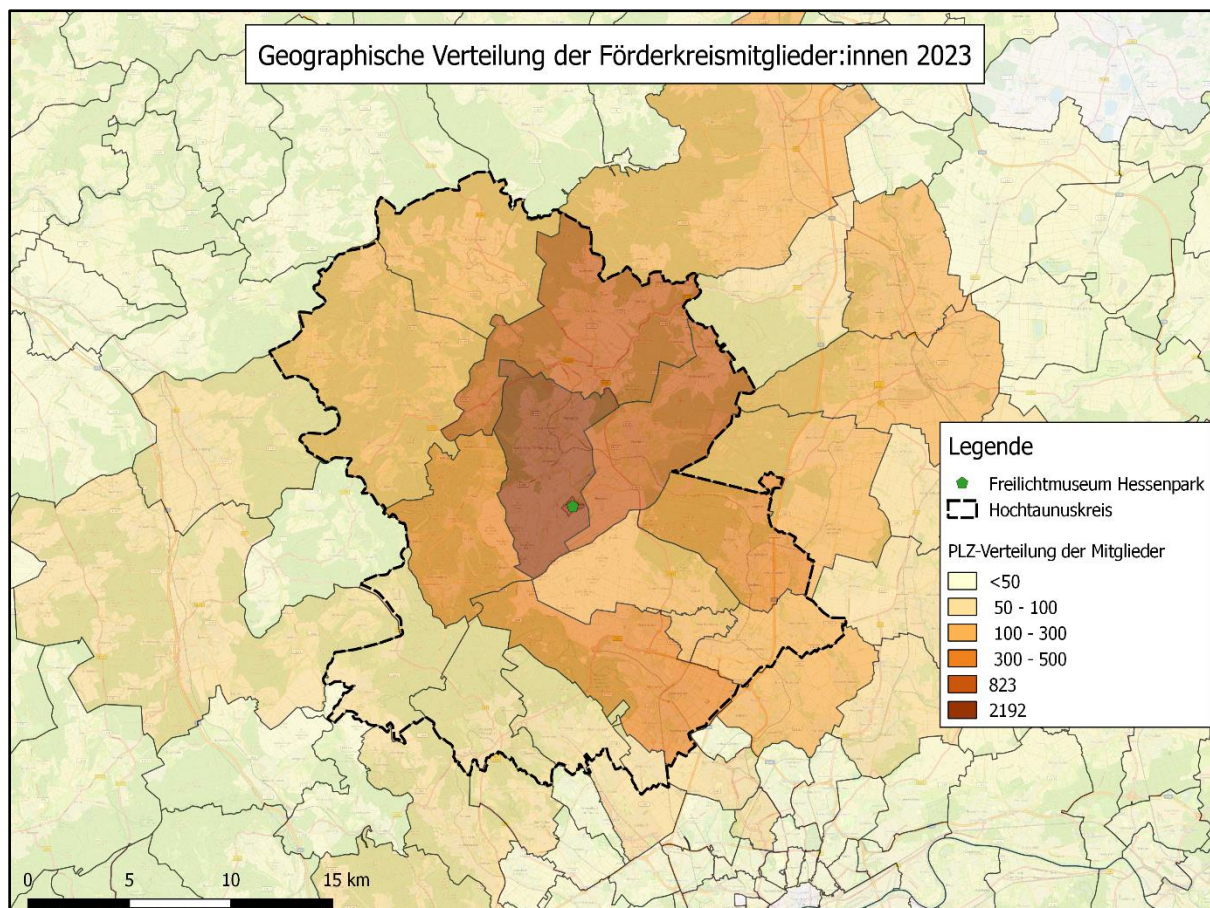 Geographische Verteilung der Förderkreismitglieder:innen 2023
Legende
Freilichtmuseum Hessenpark
Hochtaunuskreis
PLZ-Verteilung der Mitglieder
<50
50 - 100
100 - 300
300 - 500
823
2192
0 5 10 15 km